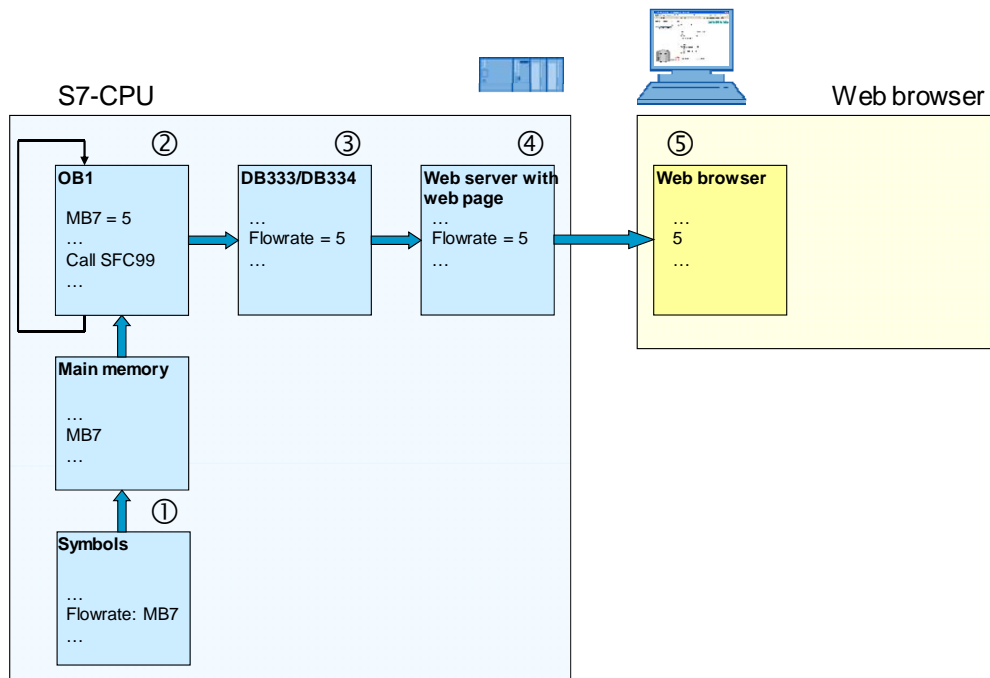 S7-CPU
Web browser
②
OB1
MB7 = 5
…
Call SFC99
…
③
DB333/DB334
…
Flowrate = 5
…
④
Web server with
web page
…
Flowrate = 5
…
⑤
Web browser
…
5
…
Main memory
…
MB7
…
①
Symbols
…
Flowrate: MB7
…